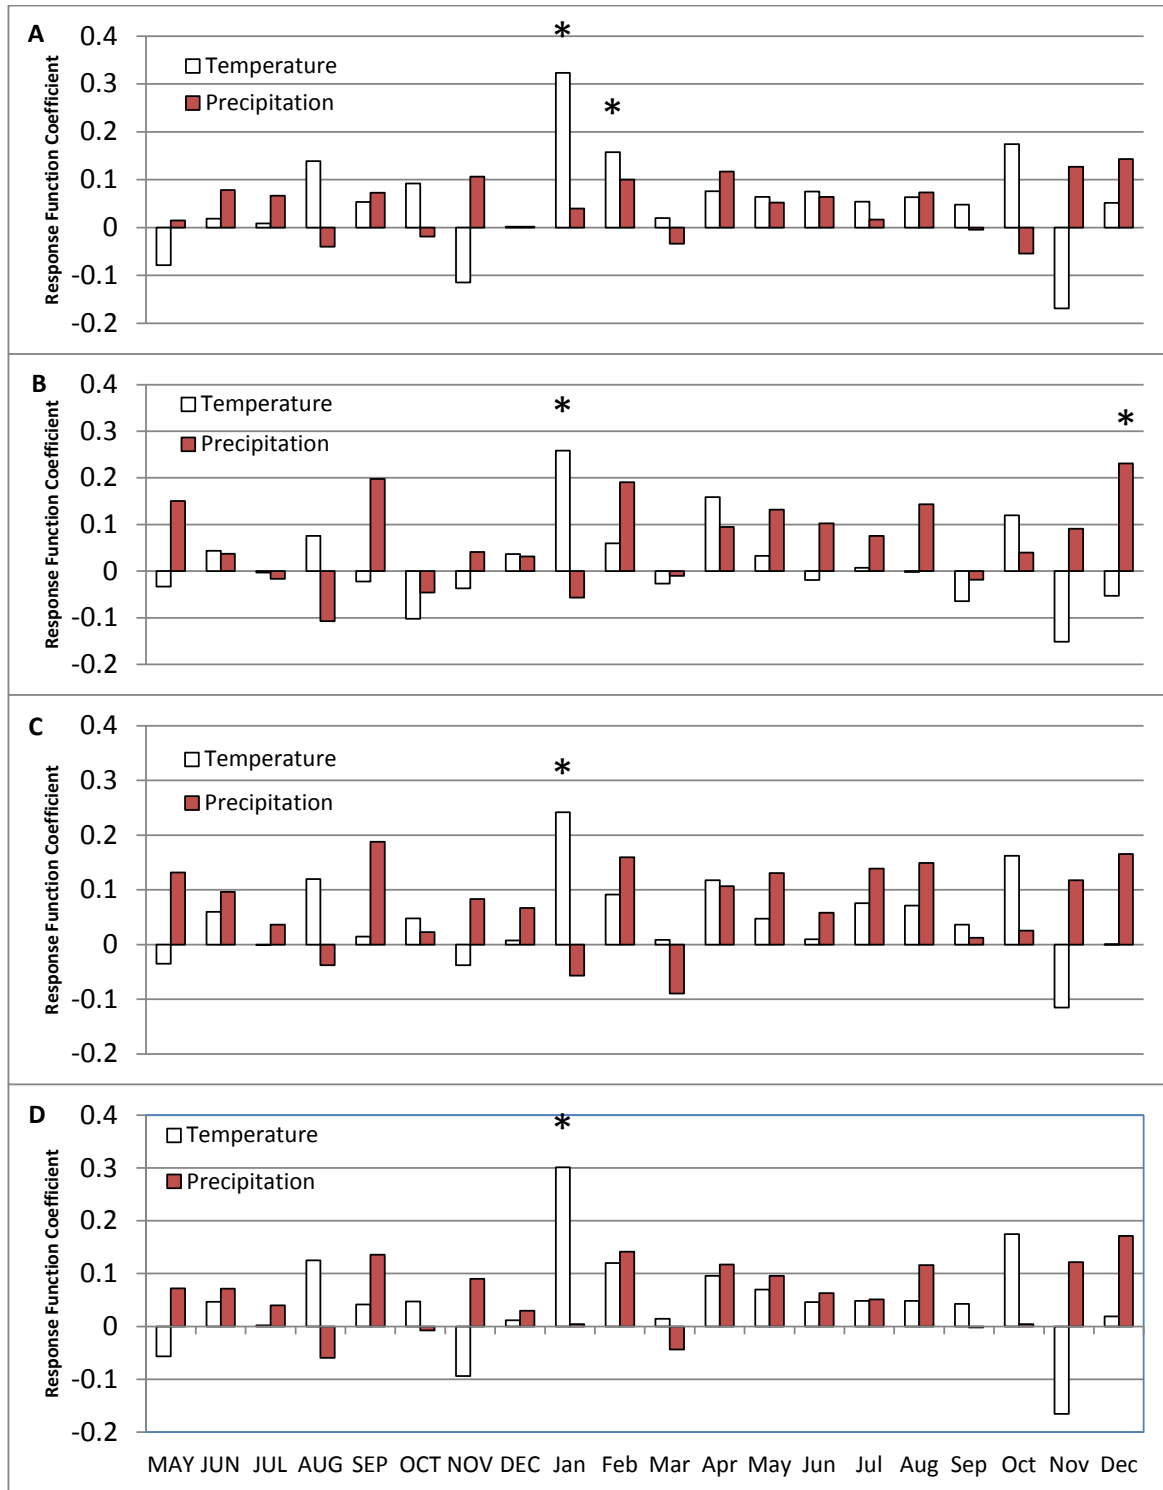 A
Response Function Coefficient
0.4
0.3
0.2
0.1
0
-0.1
-0.2
Temperature
Precipitation
*
*
B
Response Function Coefficient
0.4
0.3
0.2
0.1
0
-0.1
-0.2
Temperature
Precipitation
*
*
C
Response Function Coefficient
0.4
0.3
0.2
0.1
0
-0.1
-0.2
Temperature
Precipitation
*
D
Response Function Coefficient
0.4
0.3
0.2
0.1
0
-0.1
-0.2
Temperature
Precipitation
*
MAY JUN JUL AUG SEP OCT NOV DEC Jan Feb Mar Apr May Jun Jul Aug Sep Oct Nov Dec